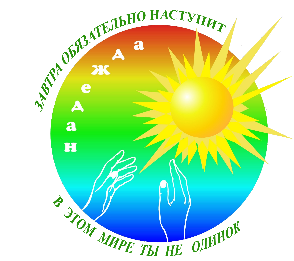 ЗАВТРА ОБЯЗАТЕЛЬНО НАСТУПИТ
надежда
В ЭТОМ МИРЕ ТЫ НЕ ОДИНОК